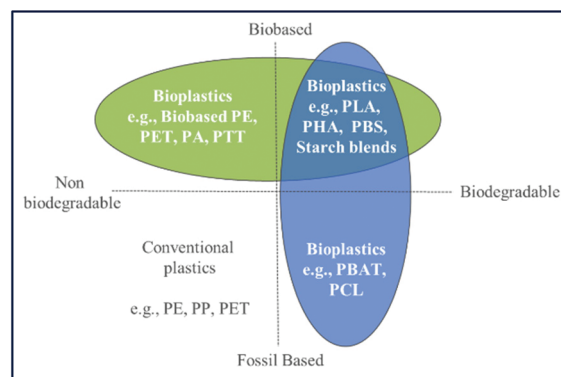 Biobased
Bioplastics
e.g., Biobased PE,
PET, PA, PTT
Bioplastics
e.g., PLA,
PHA, PBS,
Starch blends
Non
biodegradable
Biodegradable
Conventional
plastics
e.g., PE, PP, PET
Bioplastics
e.g., PBAT,
PCL
Fossil Based